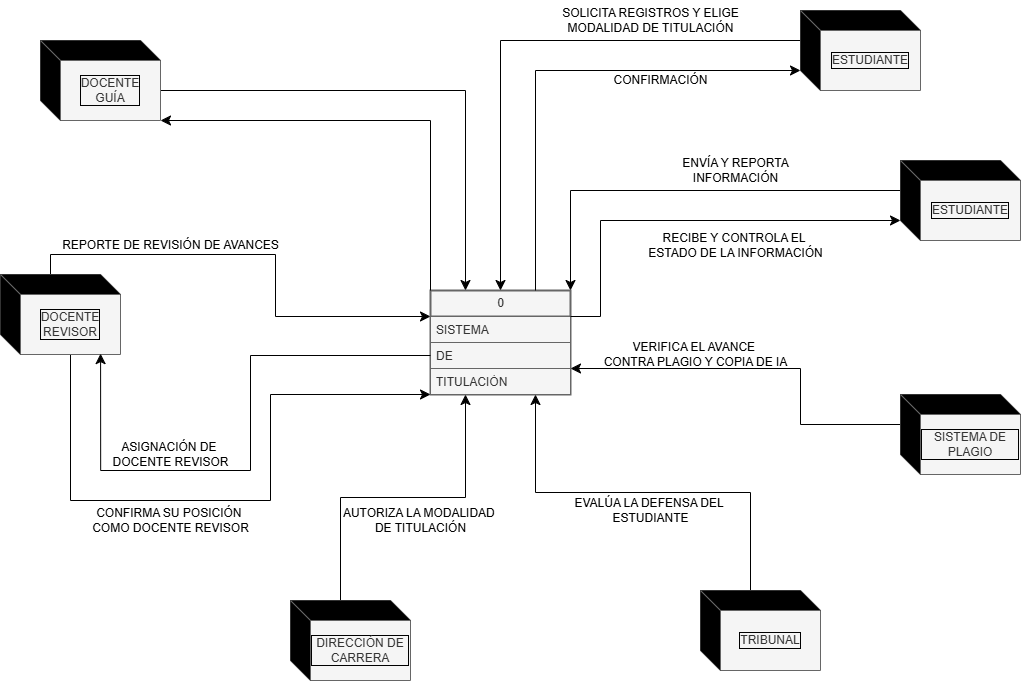 SOLICITA REGISTROS Y ELIGE
MODALIDAD DE TITULACIÓN
ESTUDIANTE
CONFIRMACIÓN
DOCENTE
GUÍA
ENVÍA Y REPORTA
INFORMACIÓN
ESTUDIANTE
RECIBE Y CONTROLA EL
ESTADO DE LA INFORMACIÓN
REPORTE DE REVISIÓN DE AVANCES
DOCENTE
REVISOR
0
SISTEMA
DE
TITULACIÓN
VERIFICA EL AVANCE
CONTRA PLAGIO Y COPIA DE IA
SISTEMA DE
PLAGIO
ASIGNACIÓN DE
DOCENTE REVISOR
CONFIRMA SU POSICIÓN
COMO DOCENTE REVISOR
AUTORIZA LA MODALIDAD
DE TITULACIÓN
EVALÚA LA DEFENSA DEL
ESTUDIANTE
DIRECCIÓN DE
CARRERA
TRIBUNAL